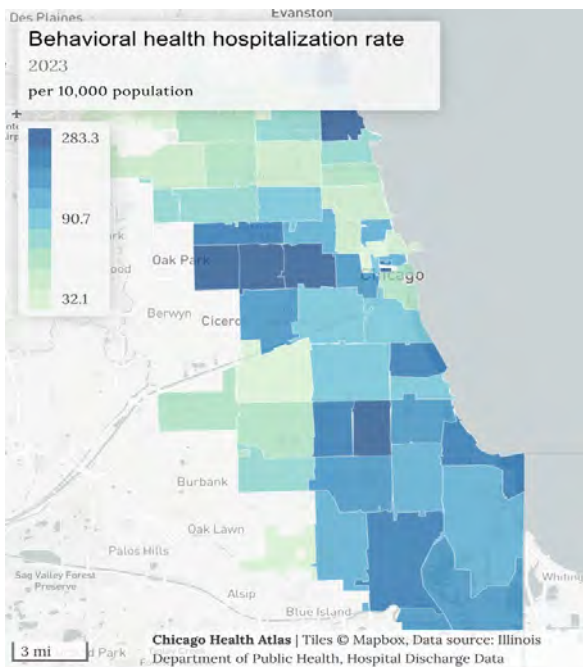 Des Plaines
Evanston
Behavioral health hospitalization rate
2023
per 10,000 population
283.3
90.7
32.1
Oak Park
Chicago
Berwyn
Cicero
Burbank
Oak Lawn
Palos Hills
Sag Valley Forest
Preserve
Alsip
Blue Island
3 mi
Park
Chicago Health Atlas | Tiles © Mapbox, Data source: Illinois
Department of Public Health, Hospital Discharge Data